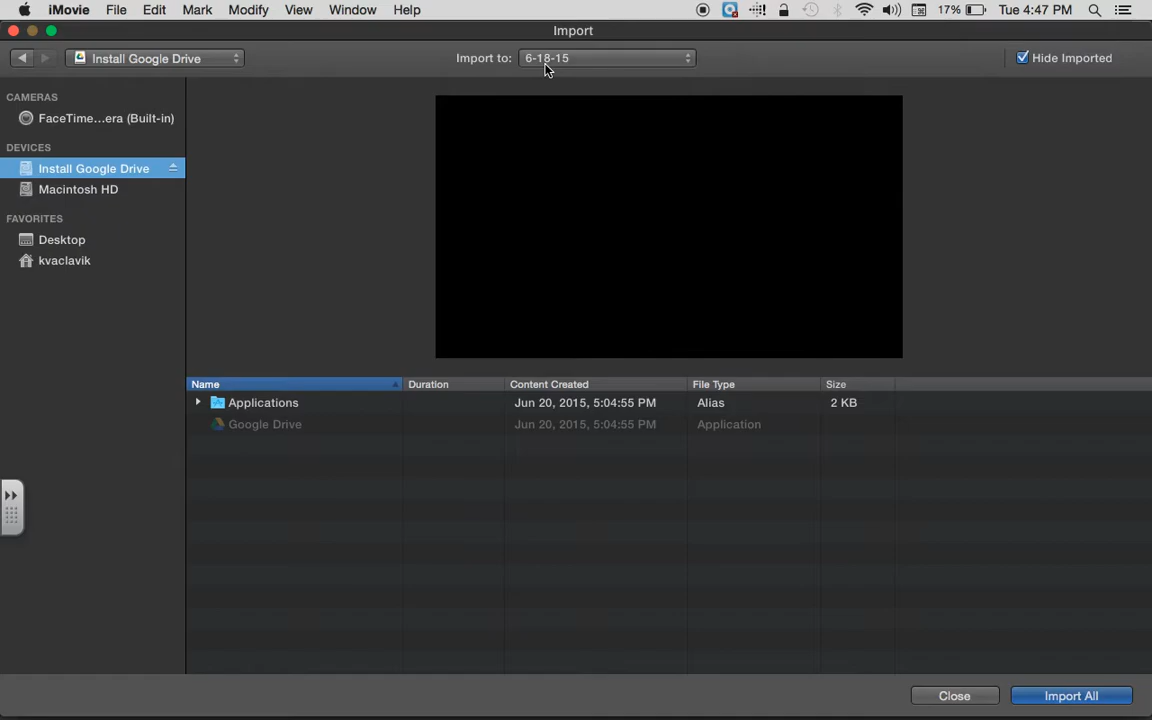 iMovie File Edit Mark Modify View Window Help 17% Tue 4:47 PM
Import
Install Google Drive Import to: 6-18-15 Hide Imported
CAMERAS
FaceTime...era (Built-in)
DEVICES
Install Google Drive
Macintosh HD
FAVORITES
Desktop
kvaclavik
Name Duration Content Created File Type Size
Applications Jun 20, 2015, 5:04:55 PM Alias 2 KB
Google Drive Jun 20, 2015, 5:04:55 PM Application
Close Import All